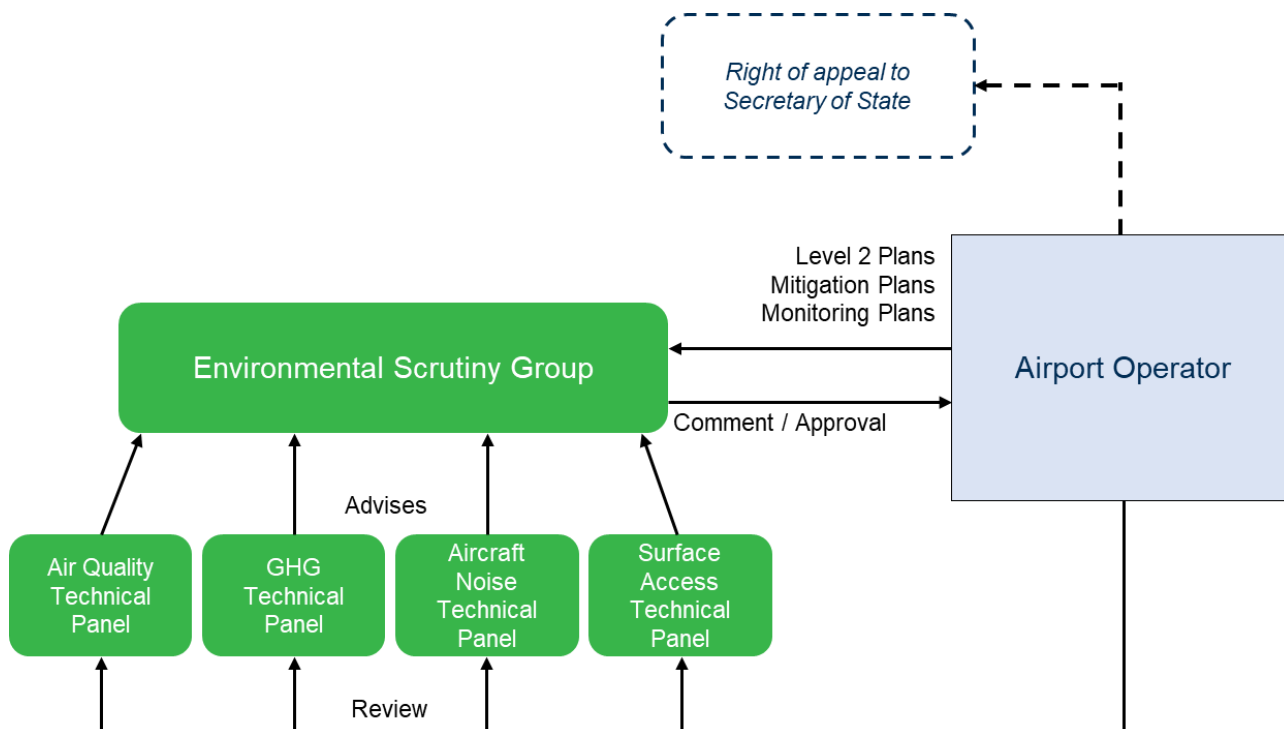 Right of appeal to
Secretary of State
Level 2 Plans
Mitigation Plans
Monitoring Plans
Environmental Scrutiny Group
Airport Operator
Comment / Approval
Advises
Air Quality
Technical
Panel
GHG
Technical
Panel
Aircraft
Noise
Technical
Panel
Surface
Access
Technical
Panel
Review